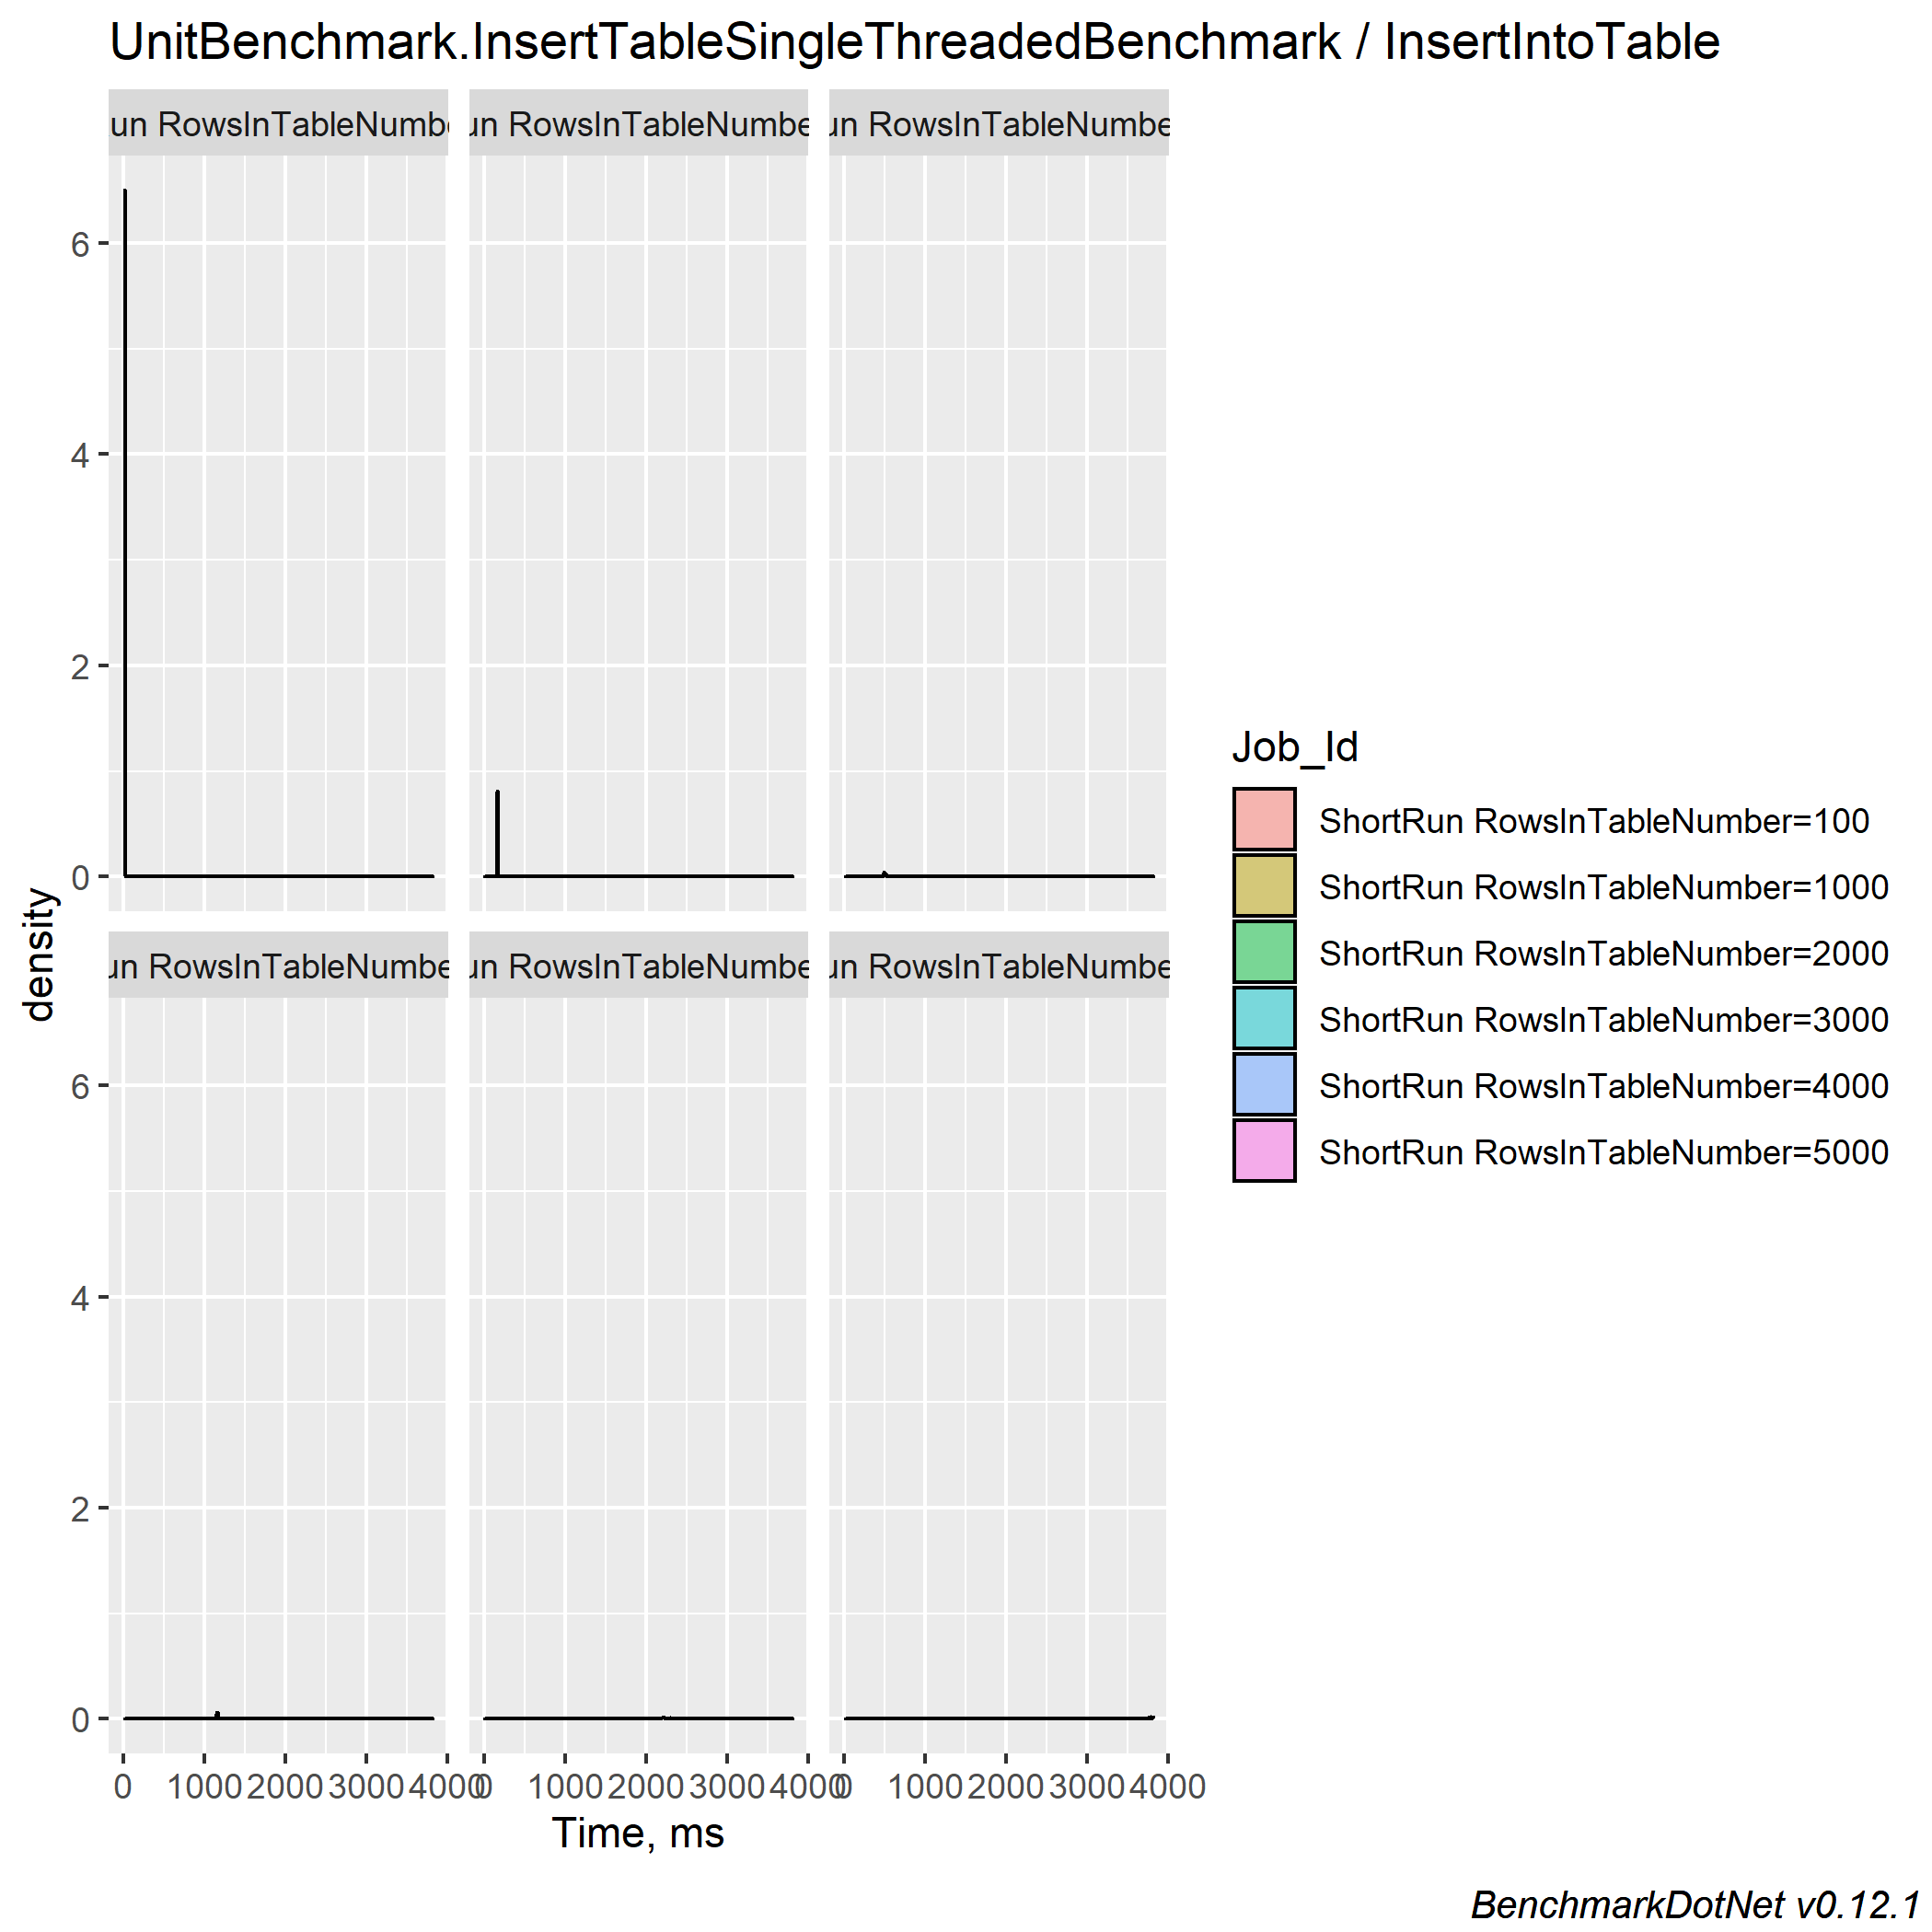 UnitBenchmark.InsertTableSingleThreadedBenchmark / InsertIntoTable
un RowsInTableNumbe
un RowsInTableNumbe
un RowsInTableNumbe
6
4
2
0
un RowsInTableNumbe
un RowsInTableNumbe
un RowsInTableNumbe
6
4
2
0
0 1000 2000 3000 4000
0 1000 2000 3000 4000
0 1000 2000 3000 4000
Time, ms
density
Job_Id
ShortRun RowsInTableNumber=100
ShortRun RowsInTableNumber=1000
ShortRun RowsInTableNumber=2000
ShortRun RowsInTableNumber=3000
ShortRun RowsInTableNumber=4000
ShortRun RowsInTableNumber=5000
BenchmarkDotNet v0.12.1